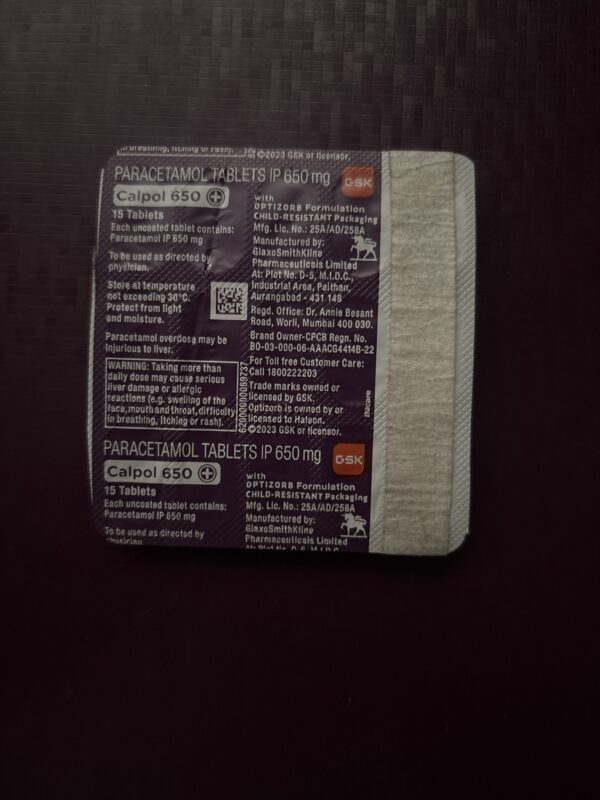 in breathing, itching or rash).
©2023 GSK or licensor.
PARACETAMOL TABLETS IP 650 mg
GSK
Calpol 650
15 Tablets
Each uncoated tablet contains:
Paracetamol IP 650 mg
To be used as directed by
physician.
Store at temperature
not exceeding 30°C.
Protect from light
and moisture.
Paracetamol overdose may be
injurious to liver.
WARNING: Taking more than
daily dose may cause serious
liver damage or allergic
reactions (e.g. swelling of the
face, mouth and throat, difficulty
in breathing, itching or rash).
with
OPTIZORB Formulation
CHILD-RESISTANT Packaging
Mfg. Lic. No.: 25A/AD/258A
Manufactured by:
GlaxoSmithKline
Pharmaceuticals Limited
At: Plot No. D-5, M.I.D.C.,
Industrial Area, Paithan,
Aurangabad - 431 148
Regd. Office: Dr. Annie Besant
Road, Worli, Mumbai 400 030.
Brand Owner-CPCB Regn. No.
BO-03-000-06-AAACG4414B-22
For Toll free Customer Care:
Call 1800222203
Trade marks owned or
licensed by GSK.
Optizorb is owned by or
licensed to Haleon.
©2023 GSK or licensor.
PARACETAMOL TABLETS IP 650 mg
GSK
Calpol 650
15 Tablets
Each uncoated tablet contains:
Paracetamol IP 650 mg
To be used as directed by
physician.
with
OPTIZORB Formulation
CHILD-RESISTANT Packaging
Mfg. Lic. No.: 25A/AD/258A
Manufactured by:
GlaxoSmithKline
Pharmaceuticals Limited
At: Plot No. D-5, M.I.D.C.